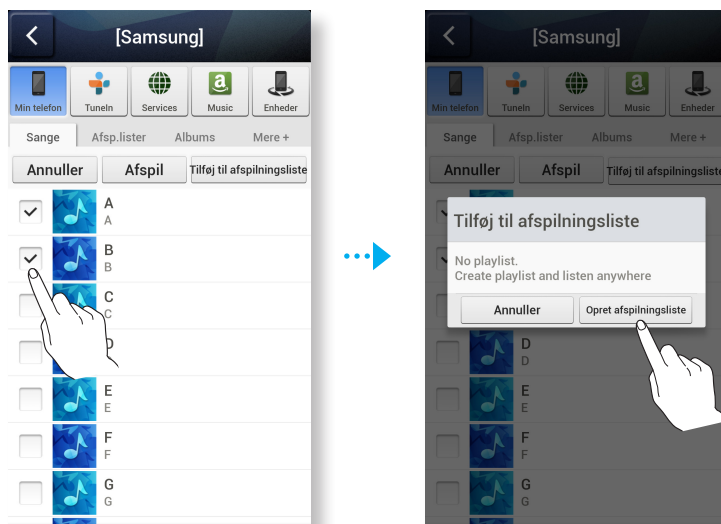 [Samsung]
Min telefon
TuneIn
Services
Music
Enheder
Sange
Afsp.lister
Albums
Mere +
Annuller
Afspil
Tilføj til afspilningsliste
A
A
B
B
C
C
D
E
E
F
F
G
G
[Samsung]
Min telefon
TuneIn
Services
Music
Enheder
Sange
Afsp.lister
Albums
Mere +
Annuller
Afspil
Tilføj til afspilningsliste
Tilføj til afspilningsliste
No playlist.
Create playlist and listen anywhere
Annuller
Opret afspilningsliste
D
D
E
E
F
F
G
G